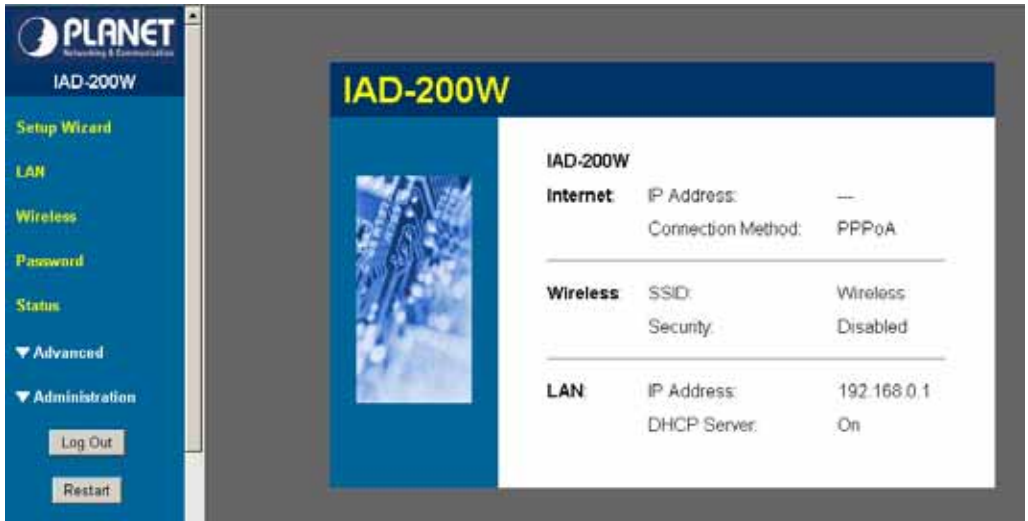 PLANET
Networking & Communication
IAD-200W
Setup Wizard
LAN
Wireless
Password
Status
▼ Advanced
▼ Administration
Log Out
Restart
IAD-200W
IAD-200W
Internet: IP Address: ---
Connection Method: PPPoA
Wireless SSID: Wireless
Security: Disabled
LAN: IP Address: 192.168.0.1
DHCP Server: On